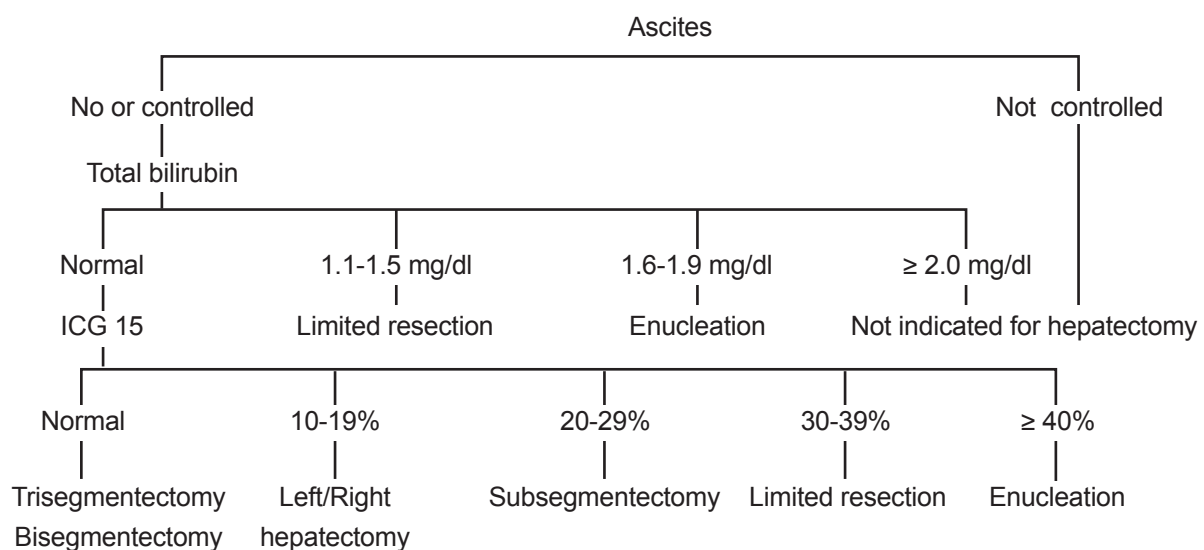 Ascites
No or controlled
Not controlled
Total bilirubin
Normal
1.1-1.5 mg/dl
1.6-1.9 mg/dl
≥ 2.0 mg/dl
ICG 15
Limited resection
Enucleation
Not indicated for hepatectomy
Normal
10-19%
20-29%
30-39%
≥ 40%
Trisegmentectomy
Bisegmentectomy
Left/Right
hepatectomy
Subsegmentectomy
Limited resection
Enucleation